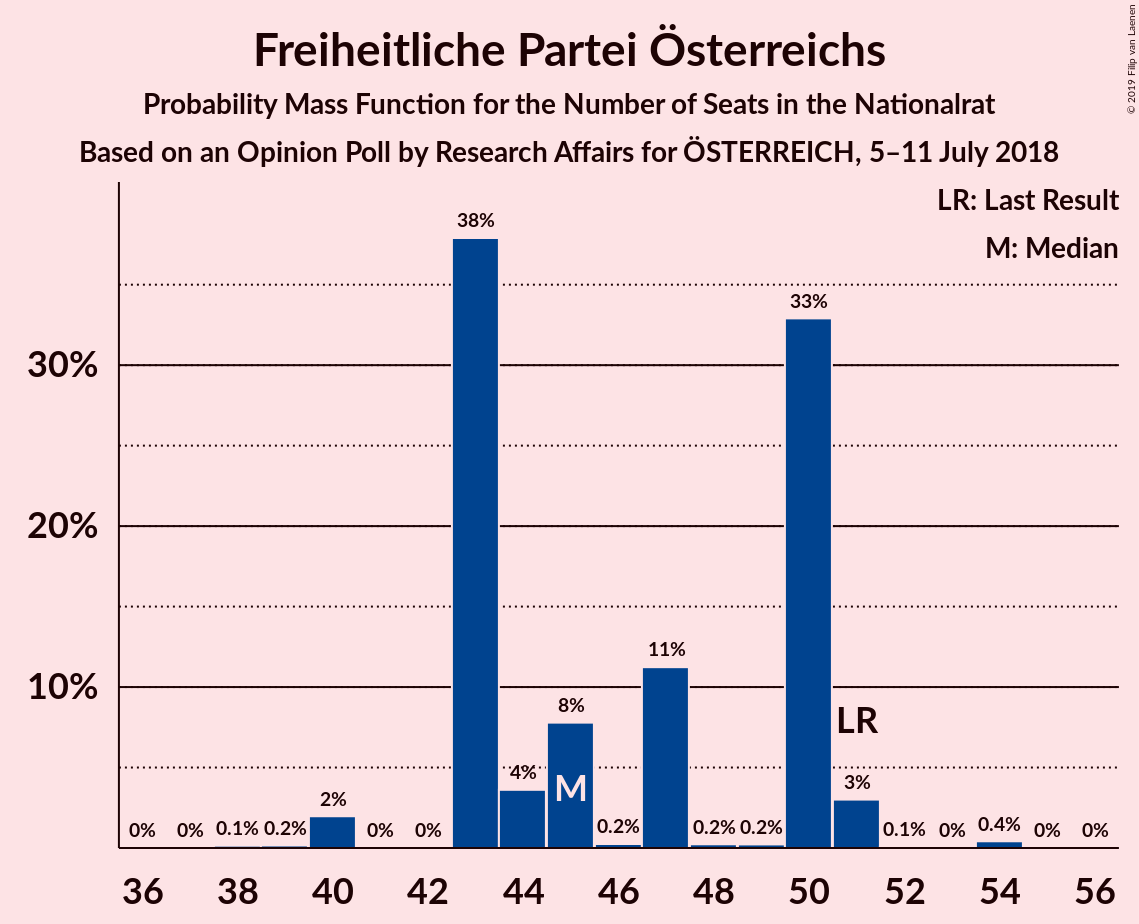 Freiheitliche Partei Österreichs
Probability Mass Function for the Number of Seats in the Nationalrat
Based on an Opinion Poll by Research Affairs for ÖSTERREICH, 5–11 July 2018
© 2019 Filip van Laenen
LR: Last Result
M: Median
30%
20%
10%
0%
0%
0.1%
0.2%
2%
0%
0%
38%
4%
8%
0.2%
11%
0.2%
0.2%
33%
3%
0.1%
0%
0.4%
0%
0%
M
LR
36 38 40 42 44 46 48 50 52 54 56